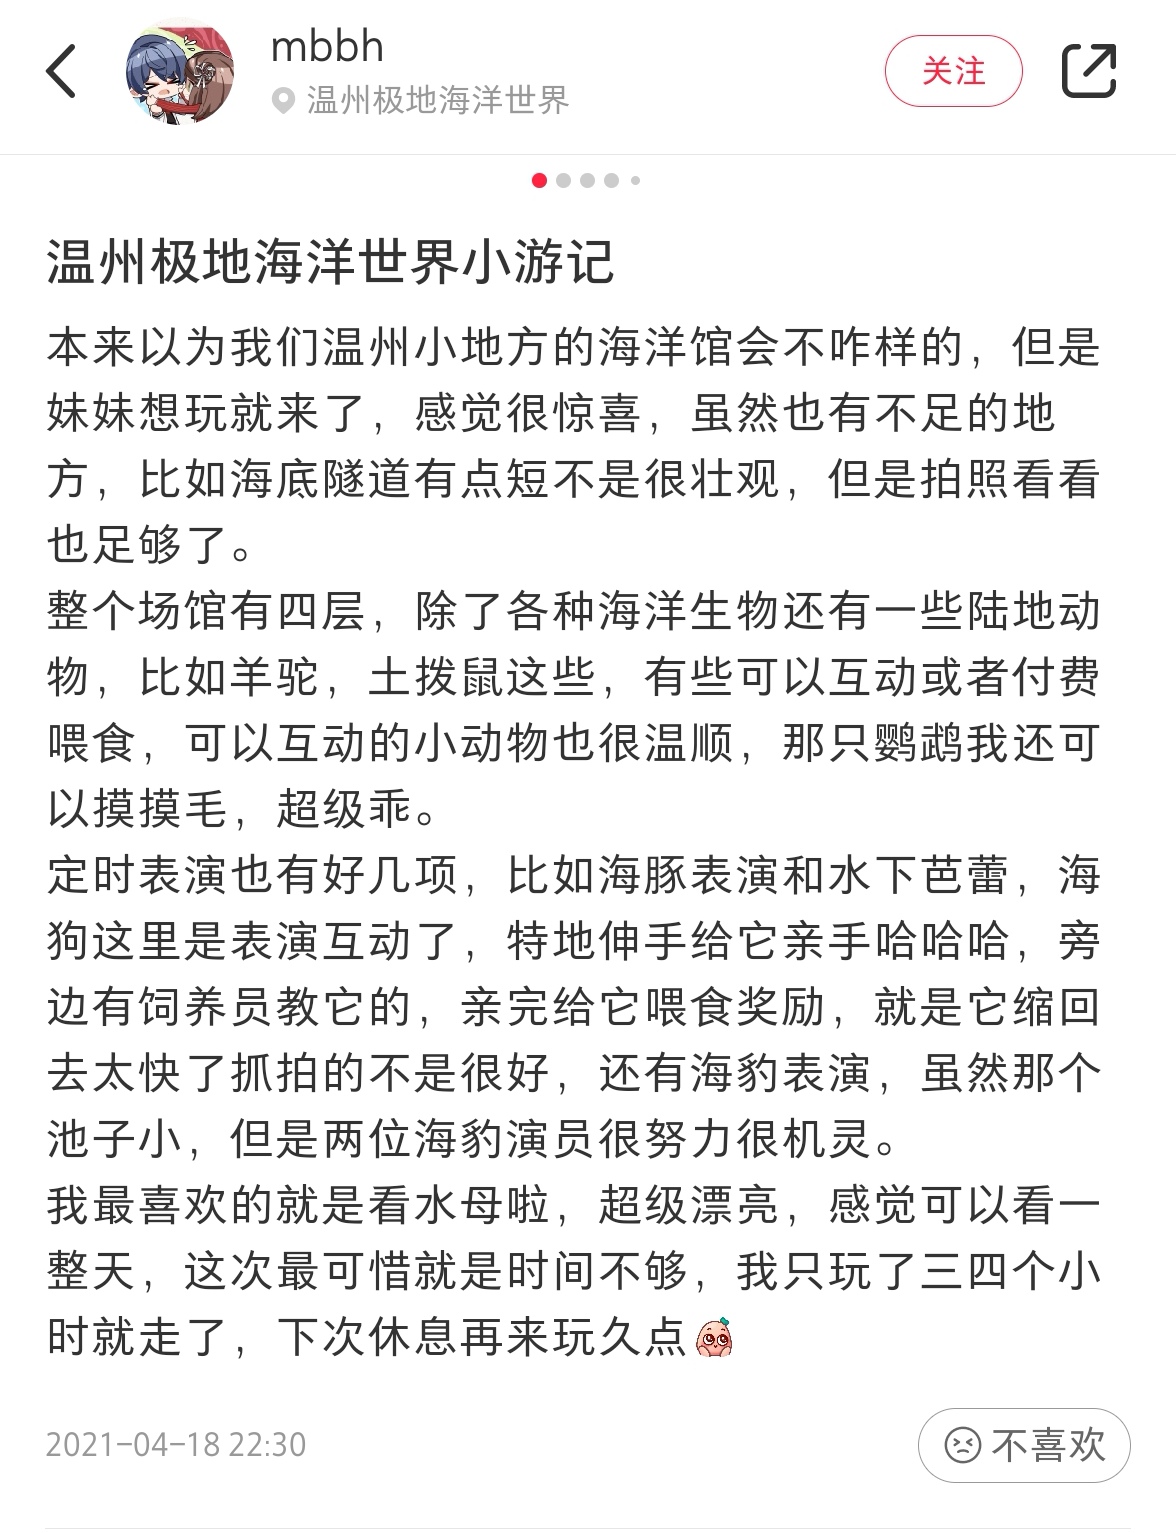 mbbh
温州极地海洋世界
关注
温州极地海洋世界小游记
本来以为我们温州小地方的海洋馆会不咋样的，但是
妹妹想玩就来了，感觉很惊喜，虽然也有不足的地
方，比如海底隧道有点短不是很壮观，但是拍照看看
也足够了。
整个场馆有四层，除了各种海洋生物还有一些陆地动
物，比如羊驼，土拨鼠这些，有些可以互动或者付费
喂食，可以互动的小动物也很温顺，那只鹦鹉我还可
以摸摸毛，超级乖。
定时表演也有好几项，比如海豚表演和水下芭蕾，海
狗这里是表演互动了，特地伸手给它亲手哈哈哈，旁
边有饲养员教它的，亲完给它喂食奖励，就是它缩回
去太快了抓拍的不是很好，还有海豹表演，虽然那个
池子小，但是两位海豹演员很努力很机灵。
我最喜欢的就是看水母啦，超级漂亮，感觉可以看一
整天，这次最可惜就是时间不够，我只玩了三四个小
时就走了，下次休息再来玩久点
2021-04-18 22:30
不喜欢